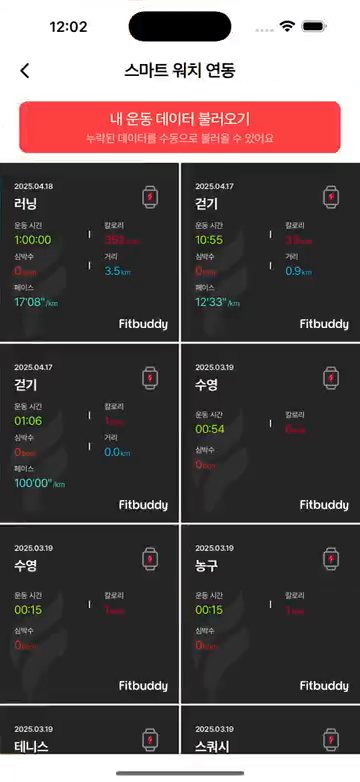 12:02
스마트 워치 연동
내 운동 데이터 불러오기
누락된 데이터를 수동으로 불러올 수 있어요
2025.04.18
러닝
운동 시간 칼로리
1:00:00
심박수 거리
0bpm 3.5km
페이스
17'08"/km
Fitbuddy
2025.04.17
걷기
운동 시간 칼로리
10:55
심박수 거리
0bpm 0.9km
페이스
12'33"/km
Fitbuddy
2025.04.17
걷기
운동 시간 칼로리
01:06 1kcal
심박수 거리
0bpm 0.0km
페이스
100'00"/km
Fitbuddy
2025.03.19
수영
운동 시간 칼로리
00:54
심박수
0bpm
Fitbuddy
2025.03.19
수영
운동 시간 칼로리
00:15 1kcal
심박수
0bpm
Fitbuddy
2025.03.19
농구
운동 시간 칼로리
00:15 1kcal
심박수
0bpm
Fitbuddy
2025.03.19
테니스
2025.03.19
스쿼시